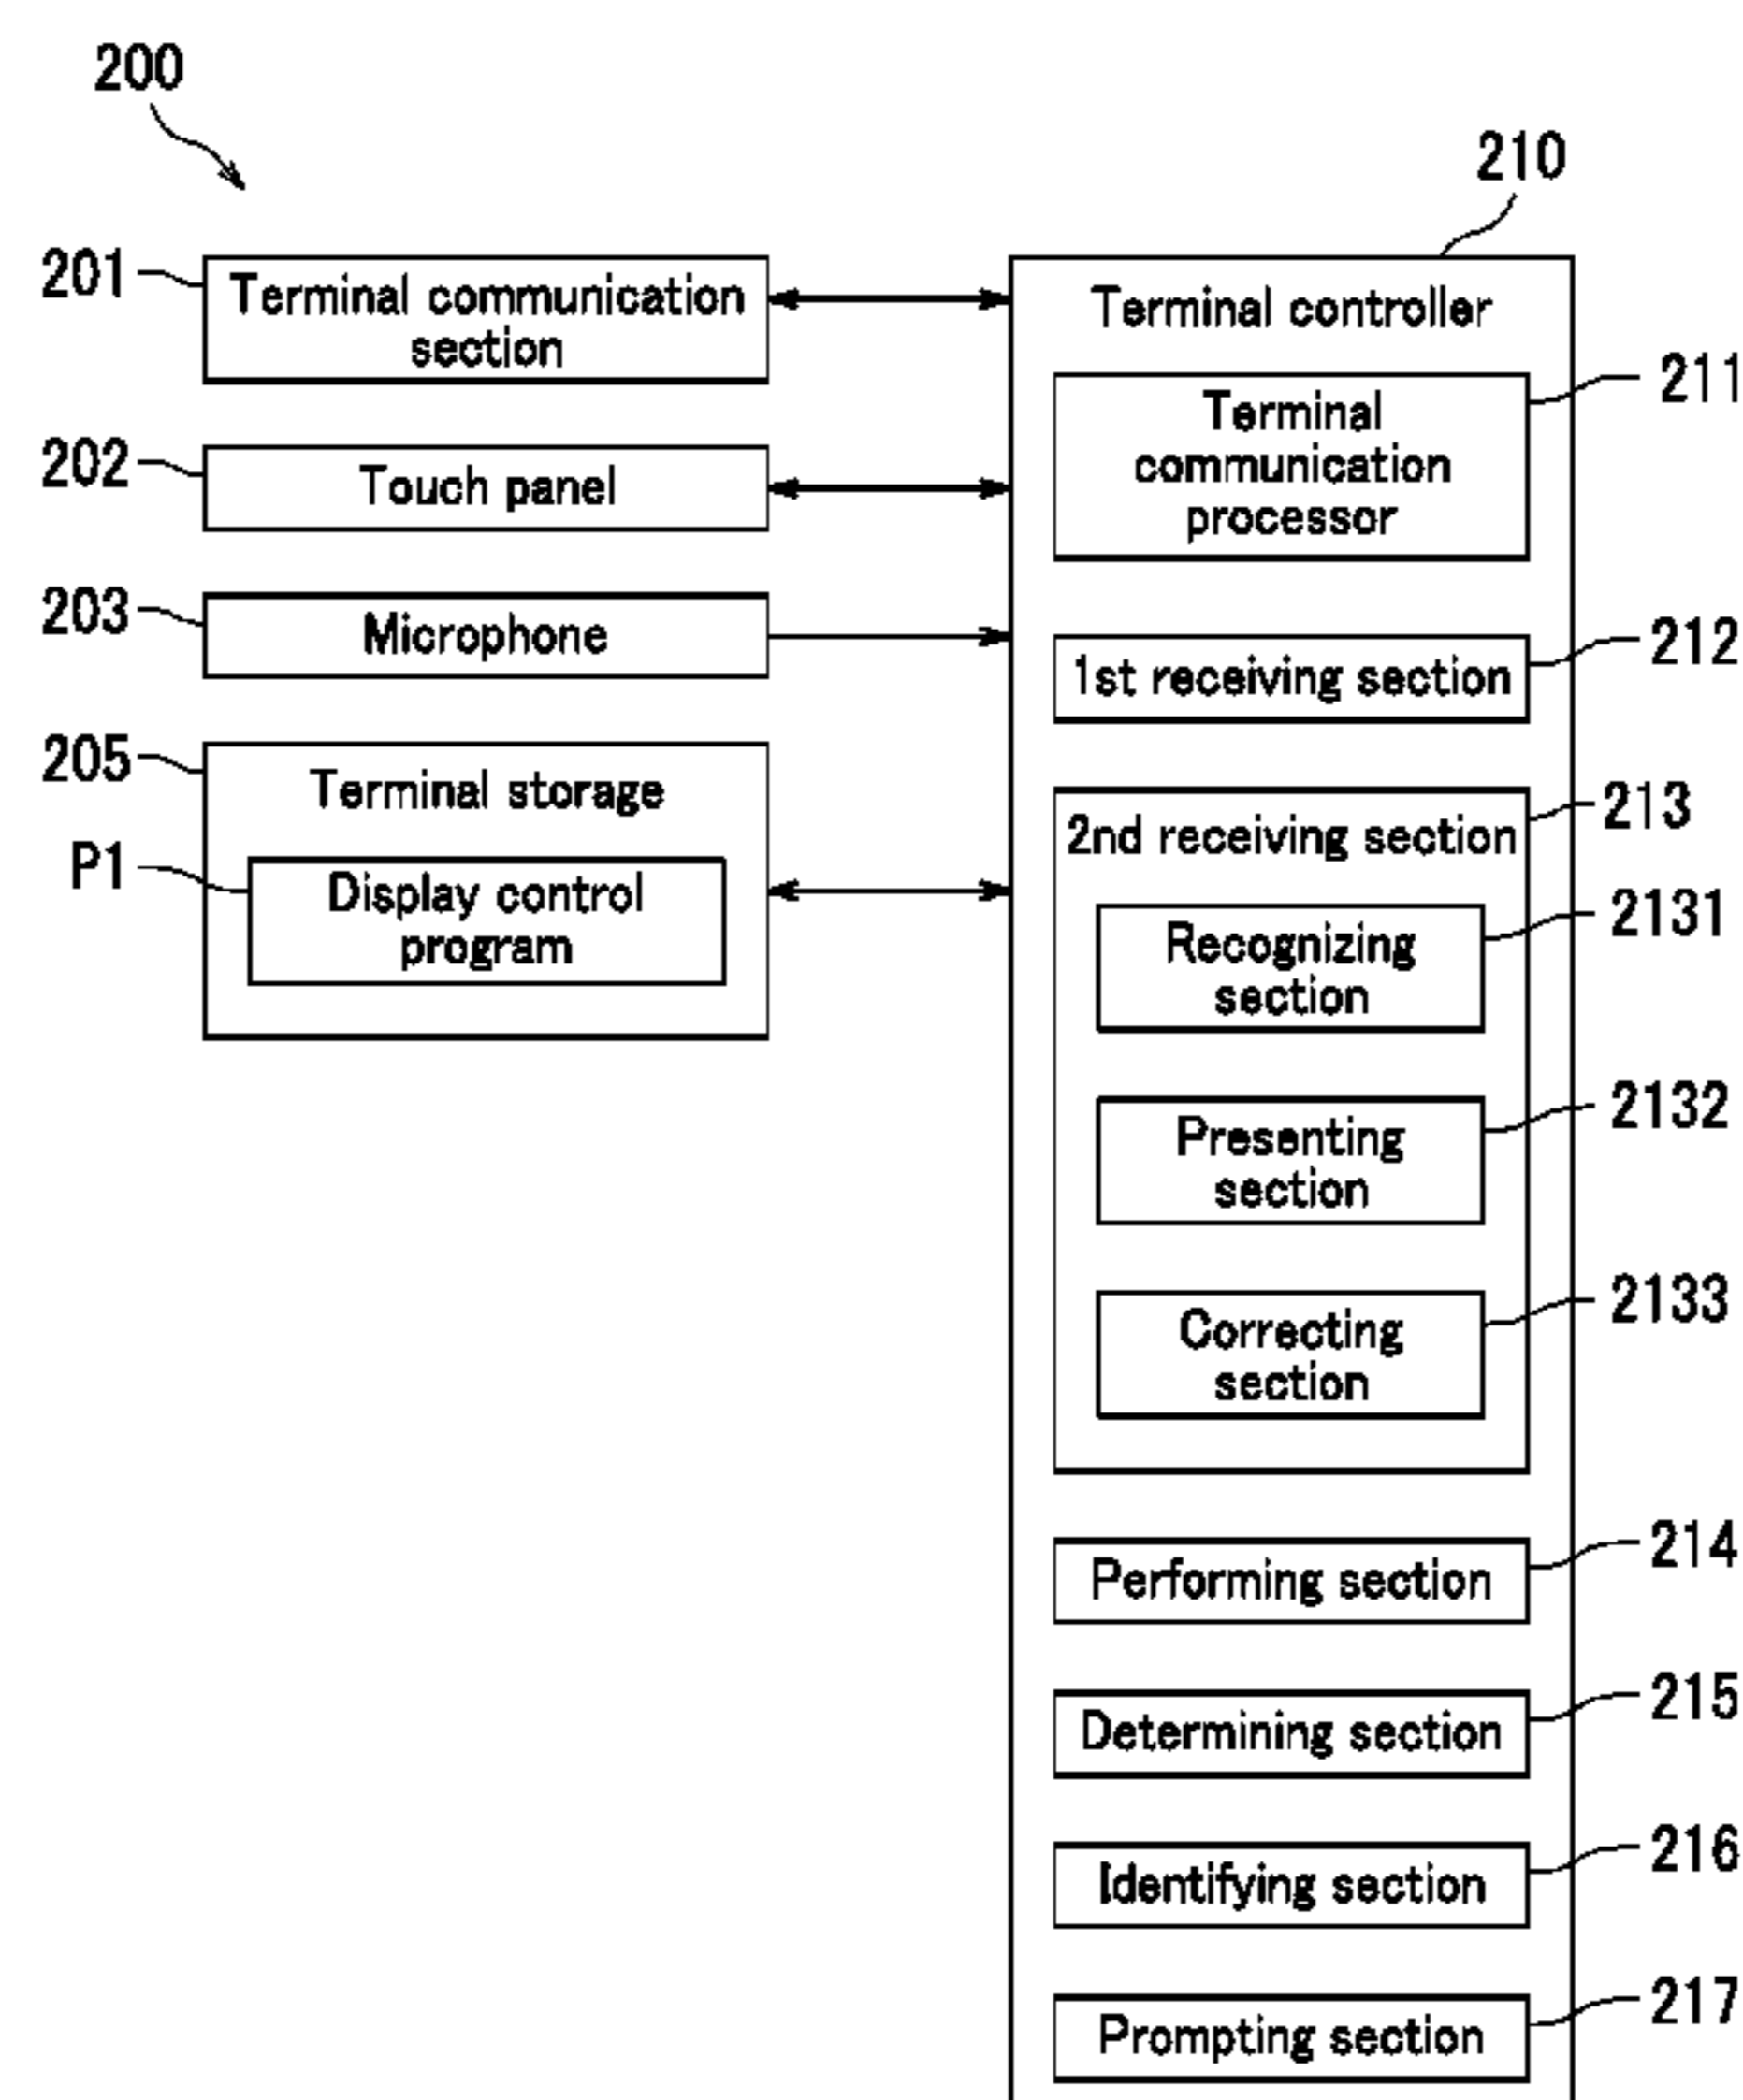 200
210
201
Terminal communication
section
Terminal controller
211
Terminal
communication
processor
202
Touch panel
203
Microphone
212
1st receiving section
205
Terminal storage
213
2nd receiving section
P1
Display control
program
2131
Recognizing
section
2132
Presenting
section
2133
Correcting
section
214
Performing section
215
Determining section
216
Identifying section
217
Prompting section